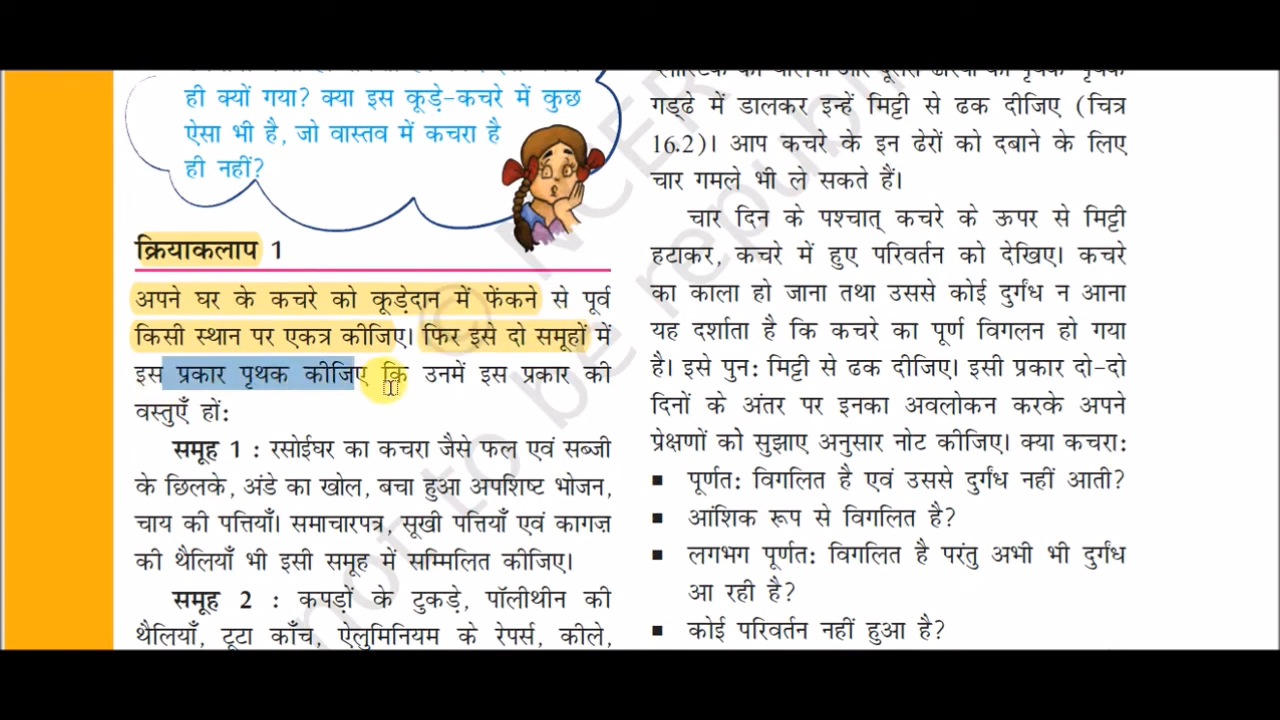 ही क्यों गया? क्या इस कूड़े-कचरे में कुछ
ऐसा भी है, जो वास्तव में कचरा है
ही नहीं?
क्रियाकलाप 1
अपने घर के कचरे को कूड़ेदान में फेंकने से पूर्व
किसी स्थान पर एकत्र कीजिए। फिर इसे दो समूहों में
इस प्रकार पृथक कीजिए कि उनमें इस प्रकार की
वस्तुएँ हों:
समूह 1 : रसोईघर का कचरा जैसे फल एवं सब्जी
के छिलके, अंडे का खोल, बचा हुआ अपशिष्ट भोजन,
चाय की पत्तियाँ। समाचारपत्र, सूखी पत्तियाँ एवं कागज़
की थैलियाँ भी इसी समूह में सम्मिलित कीजिए।
समूह 2 : कपड़ों के टुकड़े, पॉलीथीन की
थैलियाँ, टूटा काँच, ऐलुमिनियम के रेपर्स, कीले,
गड्ढे में डालकर इन्हें मिट्टी से ढक दीजिए (चित्र
16.2)। आप कचरे के इन ढेरों को दबाने के लिए
चार गमले भी ले सकते हैं।
चार दिन के पश्चात् कचरे के ऊपर से मिट्टी
हटाकर, कचरे में हुए परिवर्तन को देखिए। कचरे
का काला हो जाना तथा उससे कोई दुर्गंध न आना
यह दर्शाता है कि कचरे का पूर्ण विगलन हो गया
है। इसे पुन: मिट्टी से ढक दीजिए। इसी प्रकार दो-दो
दिनों के अंतर पर इनका अवलोकन करके अपने
प्रेक्षणों को सुझाए अनुसार नोट कीजिए। क्या कचरा:
▪ पूर्णत: विगलित है एवं उससे दुर्गंध नहीं आती?
▪ आंशिक रूप से विगलित है?
▪ लगभग पूर्णत: विगलित है परंतु अभी भी दुर्गंध
आ रही है?
▪ कोई परिवर्तन नहीं हुआ है?
© NCER
not to be republ